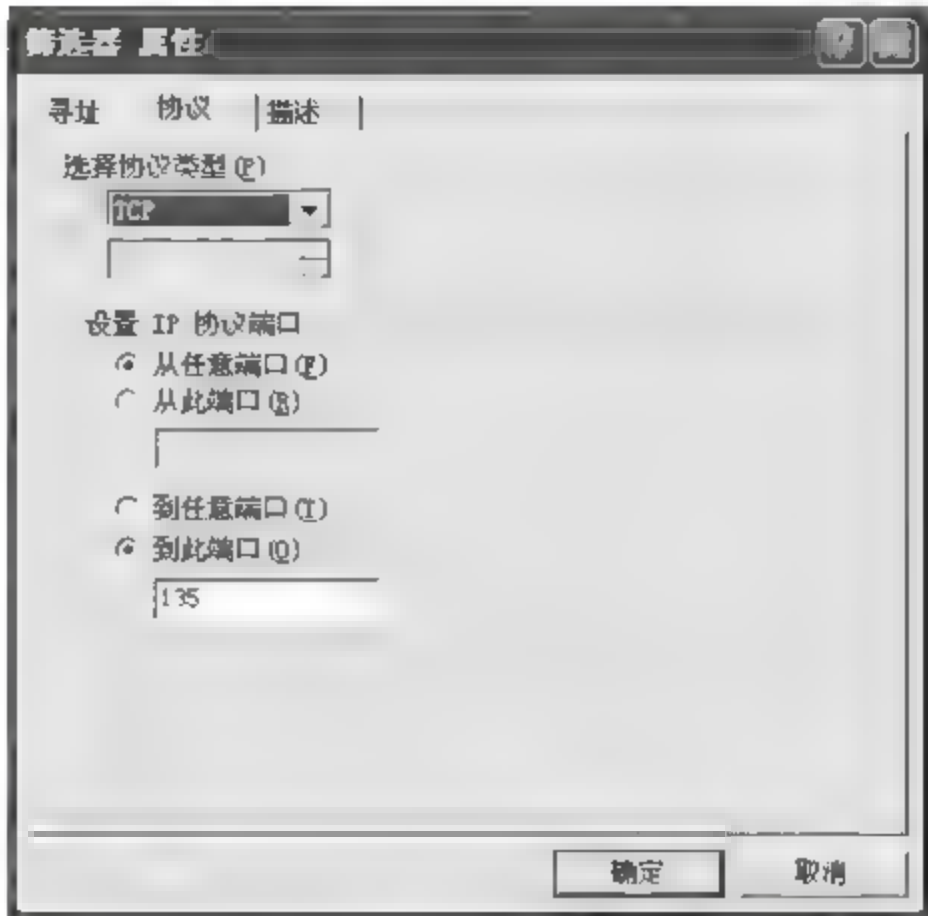 筛选器 属性
寻址 协议 描述
选择协议类型(P)
TCP
设置 IP 协议端口
从任意端口(F)
从此端口(R)
到任意端口(T)
到此端口(O)
135
确定 取消